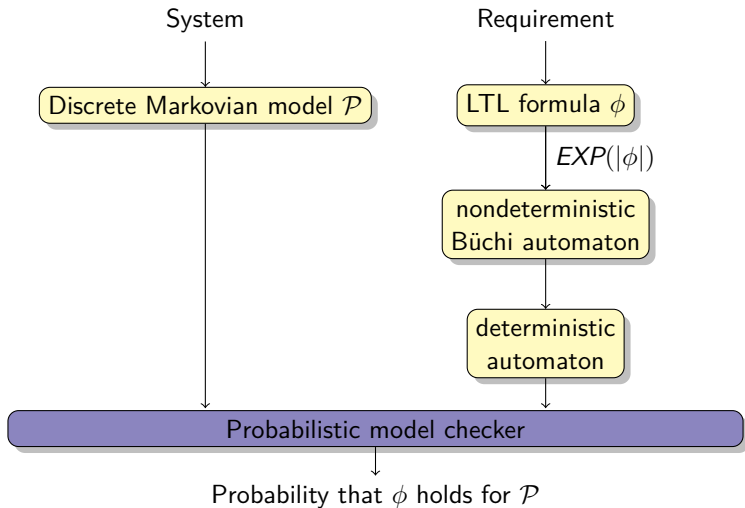 System
Requirement
Discrete Markovian model 𝒫
LTL formula ϕ
EXP(|ϕ|)
nondeterministic
Büchi automaton
deterministic
automaton
Probabilistic model checker
Probability that ϕ holds for 𝒫